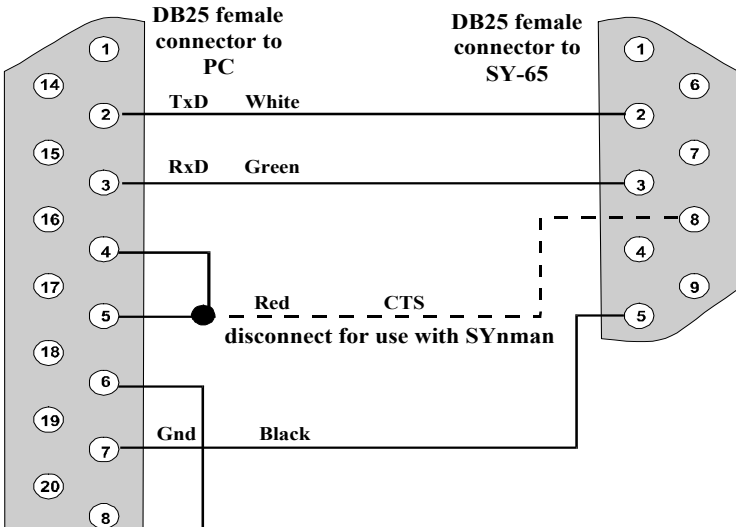 DB25 female
connector to
PC
DB25 female
connector to
SY-65
1
14
2
TxD White
15
3
RxD Green
16
4
17
5
Red CTS
disconnect for use with SYnman
18
6
19
7
Gnd Black
20
8
1
6
2
7
3
8
4
9
5